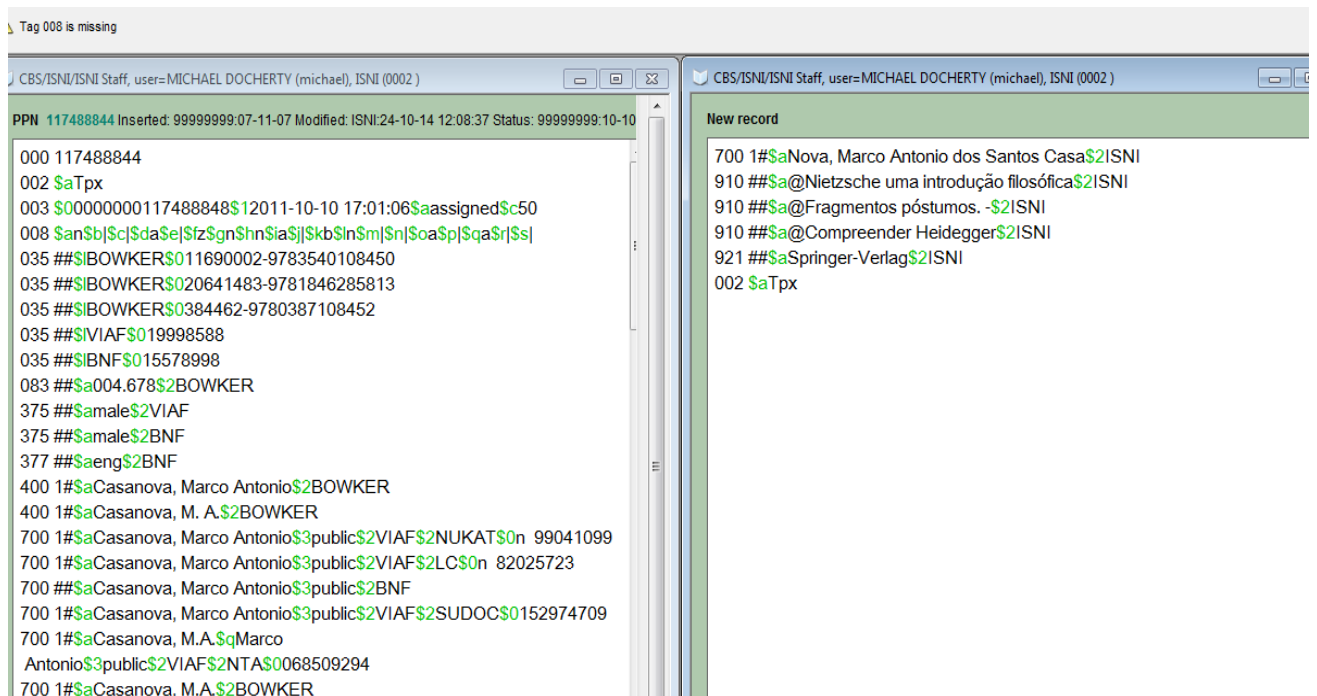 Tag 008 is missing
CBS/ISNI/ISNI Staff, user=MICHAEL DOCHERTY (michael), ISNI (0002 )
PPN 117488844 Inserted: 99999999:07-11-07 Modified: ISNI:24-10-14 12:08:37 Status: 99999999:10-10
000 117488844
002 $aTpx
003 $0000000117488848$12011-10-10 17:01:06$aassigned$c50
008 $an$b|$c|$da$e|$fz$gn$hn$ia$j|$kb$ln$m|$n|$oa$p|$qa$r|$s|
035 ##$lBOWKER$011690002-9783540108450
035 ##$lBOWKER$020641483-9781846285813
035 ##$lBOWKER$0384462-9780387108452
035 ##$lVIAF$019998588
035 ##$lBNF$015578998
083 ##$a004.678$2BOWKER
375 ##$amale$2VIAF
375 ##$amale$2BNF
377 ##$aeng$2BNF
400 1#$aCasanova, Marco Antonio$2BOWKER
400 1#$aCasanova, M. A.$2BOWKER
700 1#$aCasanova, Marco Antonio$3public$2VIAF$2NUKAT$0n  99041099
700 1#$aCasanova, Marco Antonio$3public$2VIAF$2LC$0n  82025723
700 ##$aCasanova, Marco Antonio$3public$2BNF
700 1#$aCasanova, Marco Antonio$3public$2VIAF$2SUDOC$0152974709
700 1#$aCasanova, M.A.$qMarco
Antonio$3public$2VIAF$2NTA$0068509294
700 1#$aCasanova, M.A.$2BOWKER
CBS/ISNI/ISNI Staff, user=MICHAEL DOCHERTY (michael), ISNI (0002 )
New record
700 1#$aNova, Marco Antonio dos Santos Casa$2ISNI
910 ##$a@Nietzsche uma introdução filosófica$2ISNI
910 ##$a@Fragmentos póstumos. -$2ISNI
910 ##$a@Compreender Heidegger$2ISNI
921 ##$aSpringer-Verlag$2ISNI
002 $aTpx